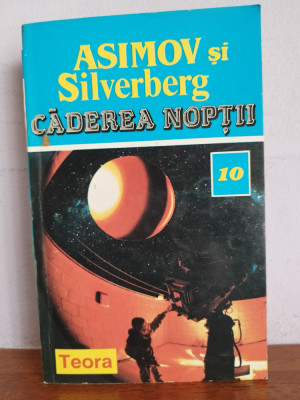 ASIMOV și
Silverberg
CĂDEREA NOPȚII
10
Teora